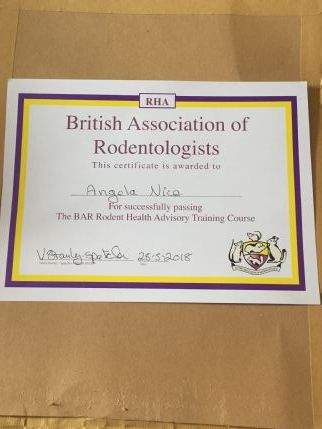 RHA
British Association of
Rodentologists
This certificate is awarded to
Angela Nice
For successfully passing
The BAR Rodent Health Advisory Training Course
25-5-2018